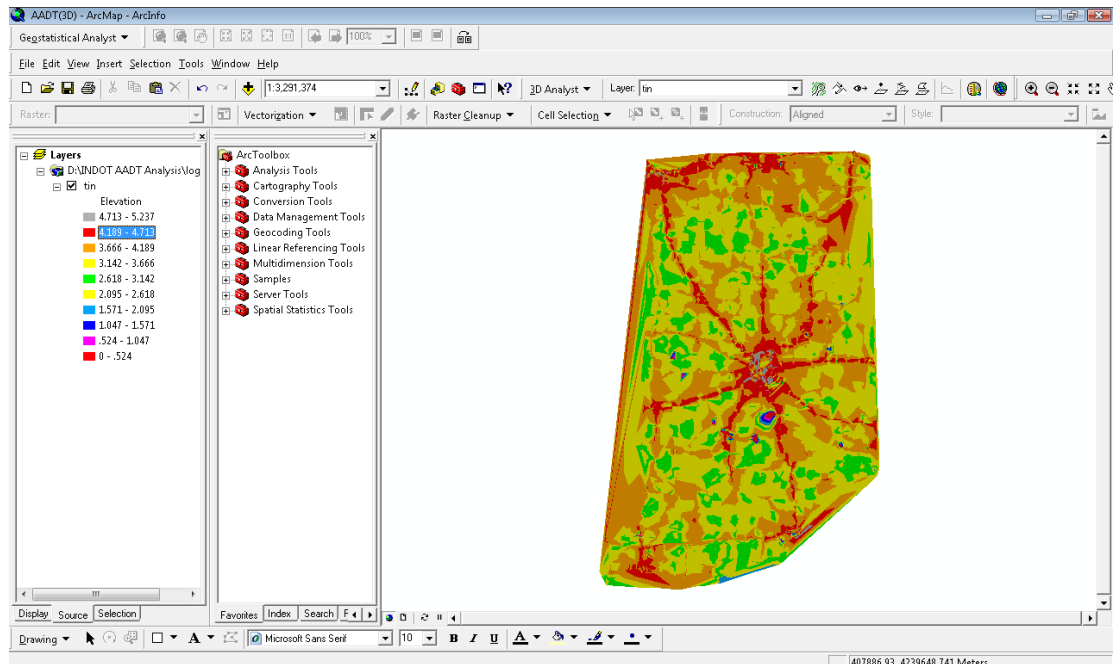 AADT(3D) - ArcMap - ArcInfo
Geostatistical Analyst 100%
File Edit View Insert Selection Tools Window Help
1:3,291,374 3D Analyst Layer: tin
Raster: Vectorization Raster Cleanup Cell Selection Construction: Aligned Style:
Layers
D:\INDOT AADT Analysis\log
tin
Elevation
4.713 - 5.237
4.189 - 4.713
3.666 - 4.189
3.142 - 3.666
2.618 - 3.142
2.095 - 2.618
1.571 - 2.095
1.047 - 1.571
.524 - 1.047
0 - .524
ArcToolbox
Analysis Tools
Cartography Tools
Conversion Tools
Data Management Tools
Geocoding Tools
Linear Referencing Tools
Multidimension Tools
Samples
Server Tools
Spatial Statistics Tools
Display Source Selection
Favorites Index Search F
Drawing A Microsoft Sans Serif 10 B I U A
407886.93 4239648.741 Meters